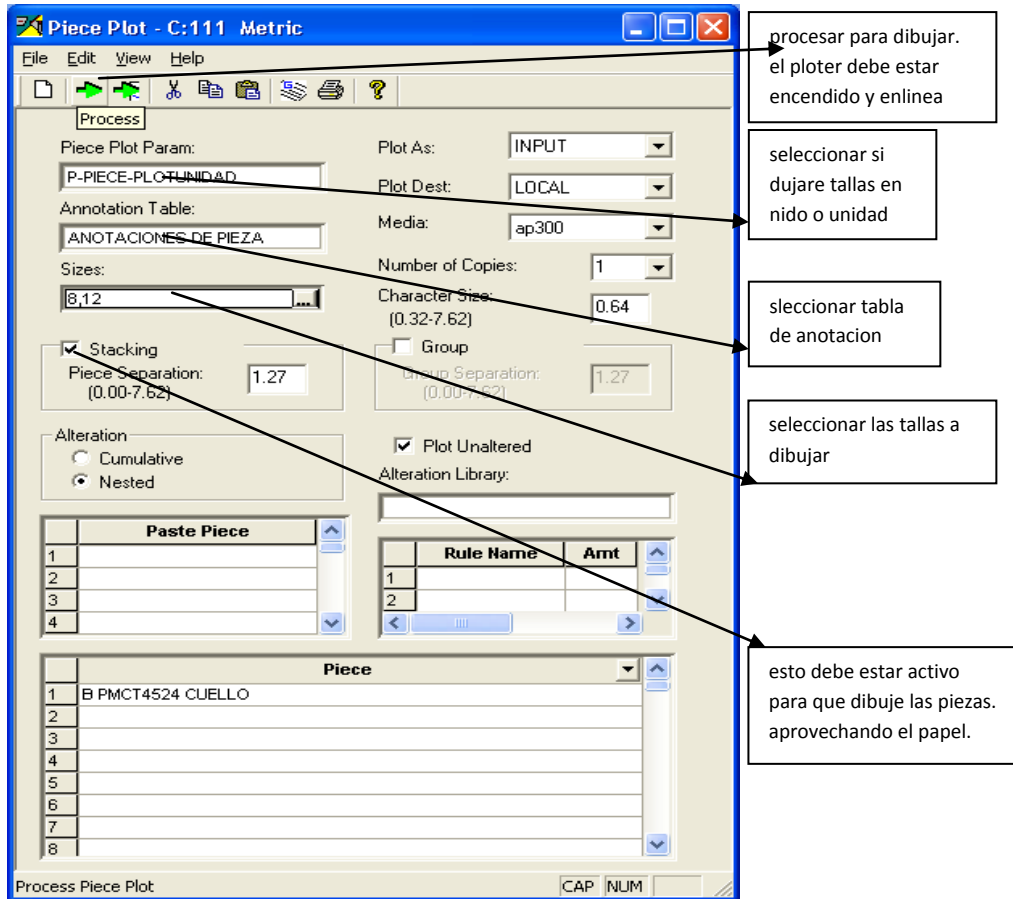 Piece Plot - C:111 Metric
File Edit View Help
Process
Piece Plot Param:
P-PIECE-PLOTUNIDAD
Annotation Table:
ANOTACIONES DE PIEZA
Sizes:
8,12
...
Plot As:
INPUT
Plot Dest:
LOCAL
Media:
ap300
Number of Copies:
1
Character Size:
(0.32-7.62)
0.64
Stacking
Piece Separation:
(0.00-7.62)
1.27
Group
Group Separation:
(0.00-7.62)
1.27
Alteration
Cumulative
Nested
Plot Unaltered
Alteration Library:
Paste Piece
1
2
3
4
Rule Name Amt
1
2
Piece
1 B PMCT4524 CUELLO
2
3
4
5
6
7
8
Process Piece Plot
CAP NUM
procesar para dibujar.
el ploter debe estar
encendido y enlinea
seleccionar si
dujare tallas en
nido o unidad
sleccionar tabla
de anotacion
seleccionar las tallas a
dibujar
esto debe estar activo
para que dibuje las piezas.
aprovechando el papel.